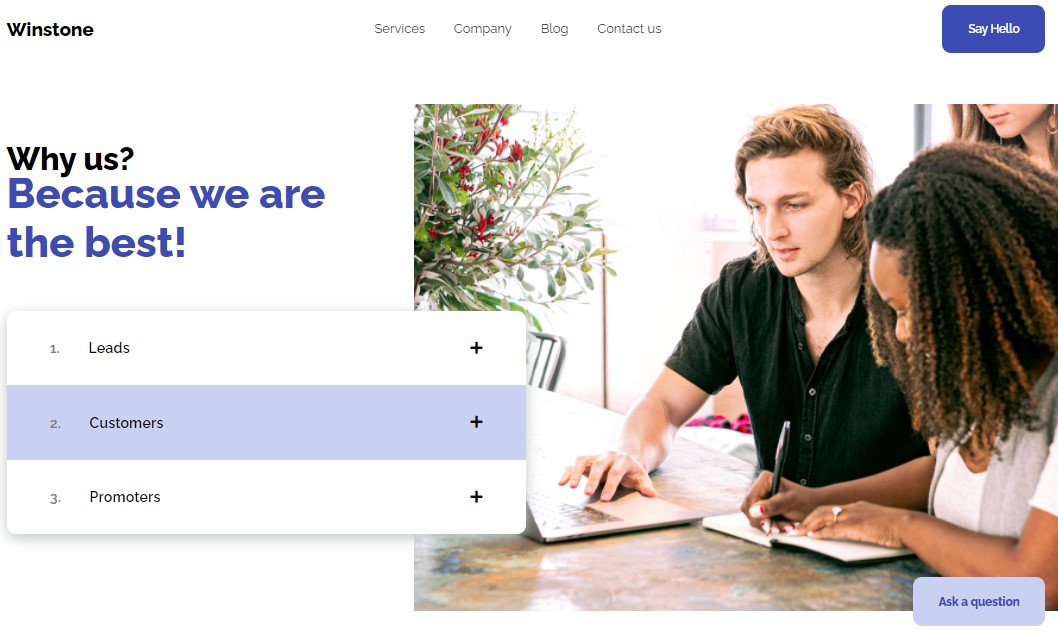 Winstone
Services Company Blog Contact us
Say Hello
Why us?
Because we are
the best!
1. Leads +
2. Customers +
3. Promoters +
Ask a question